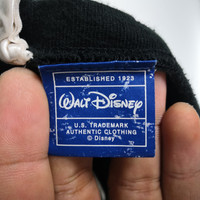 ESTABLISHED 1923
WALT DISNEY
U.S. TRADEMARK
AUTHENTIC CLOTHING
© Disney